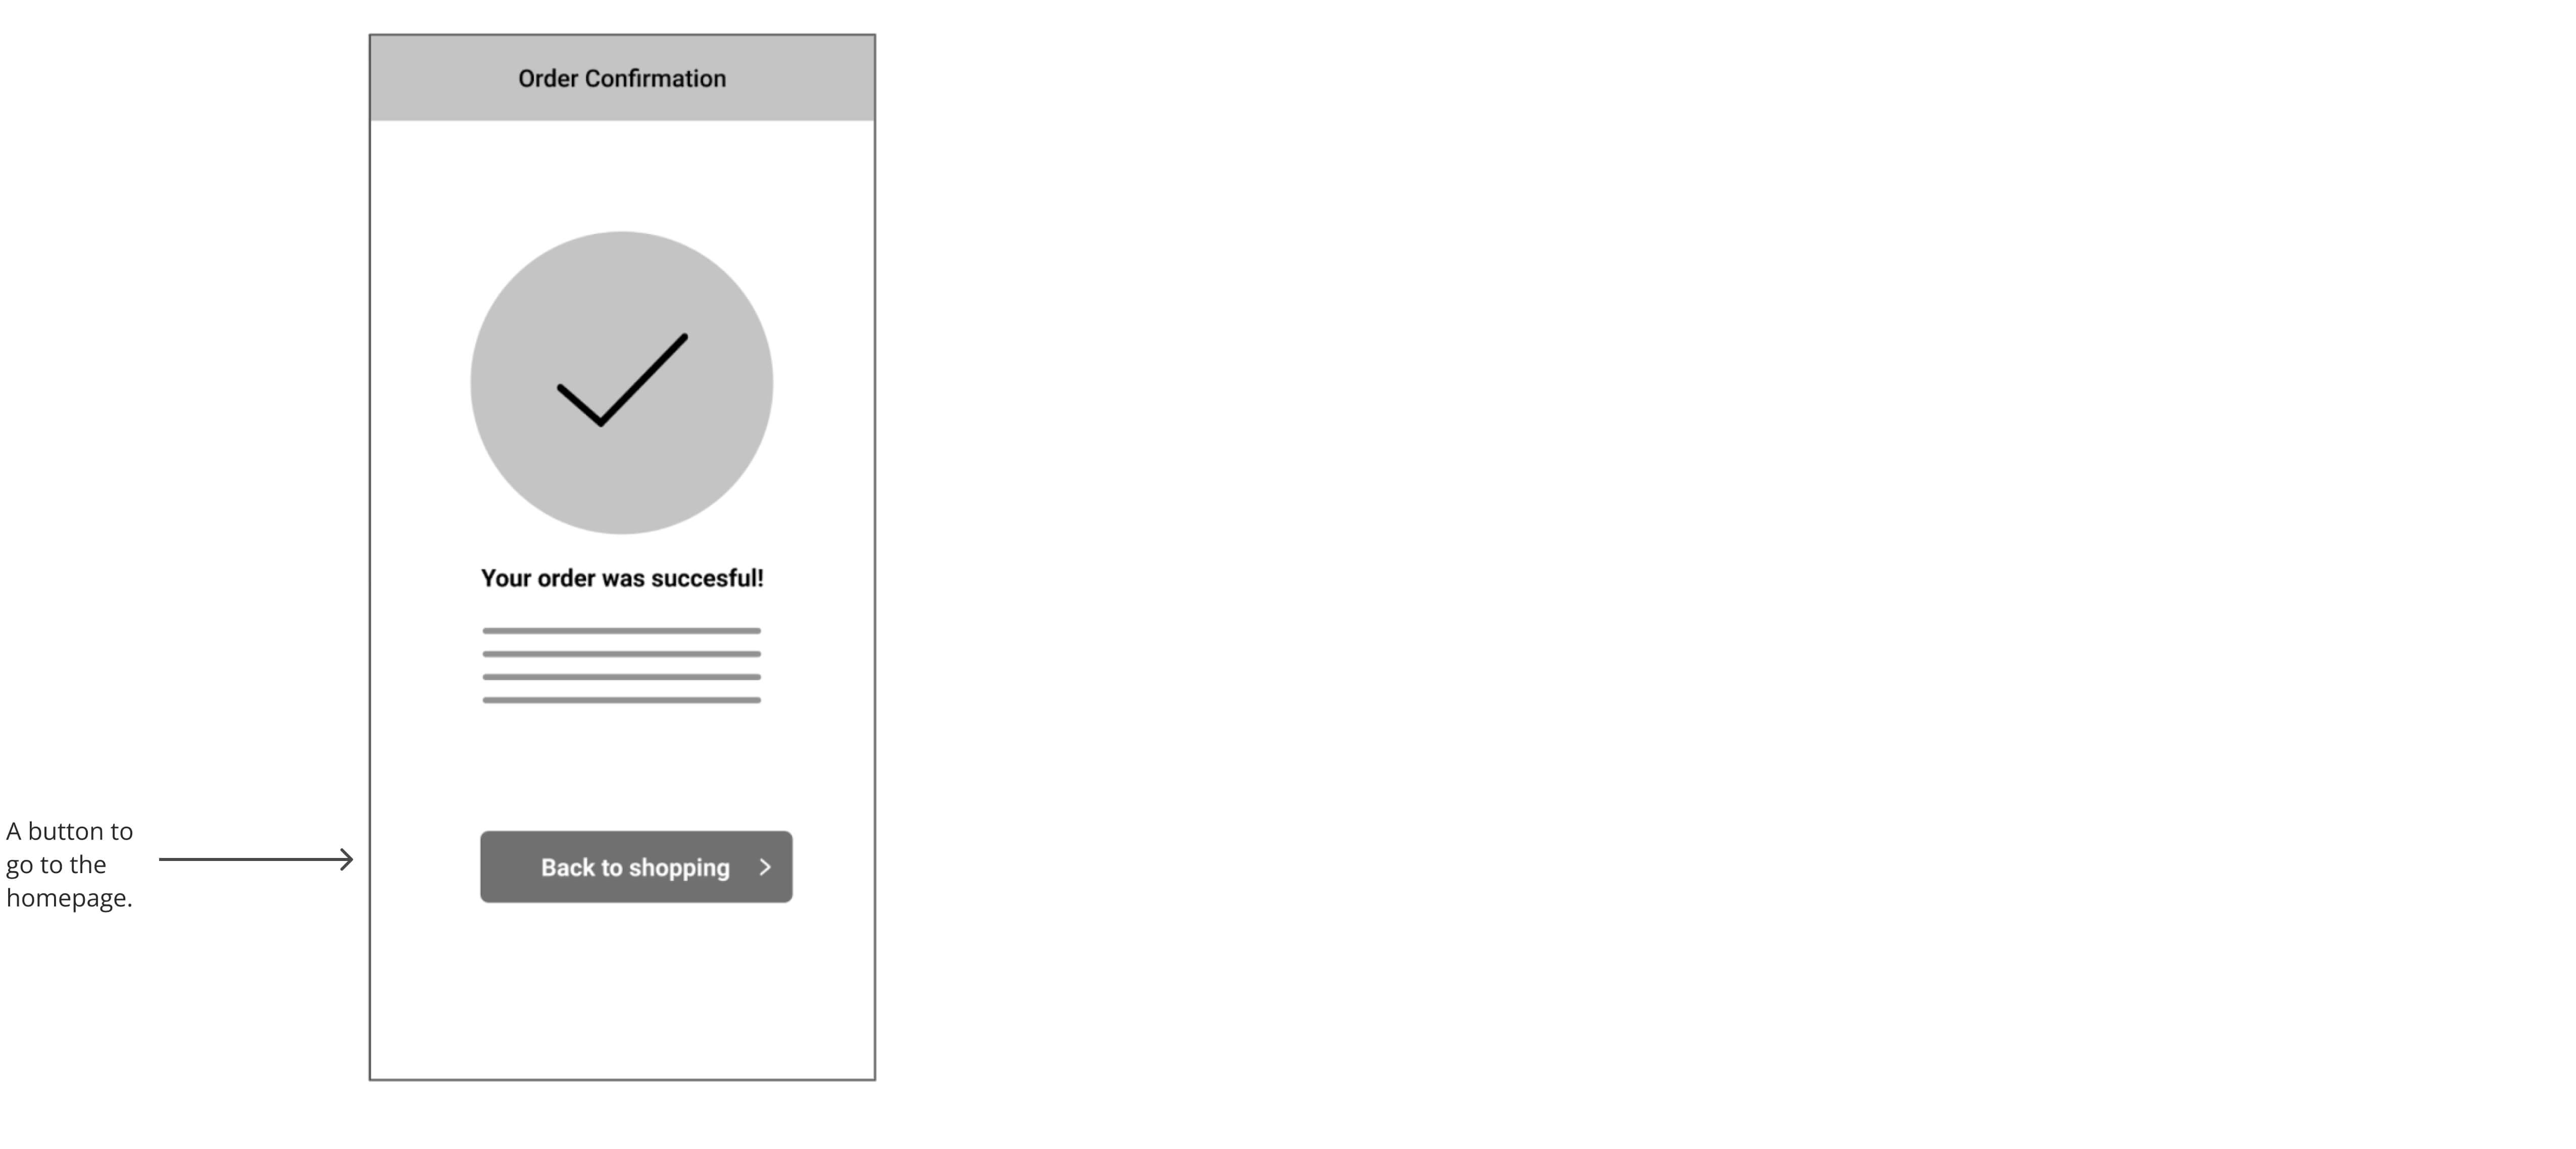 Order Confirmation
Your order was succesful!
A button to
go to the
homepage.
Back to shopping